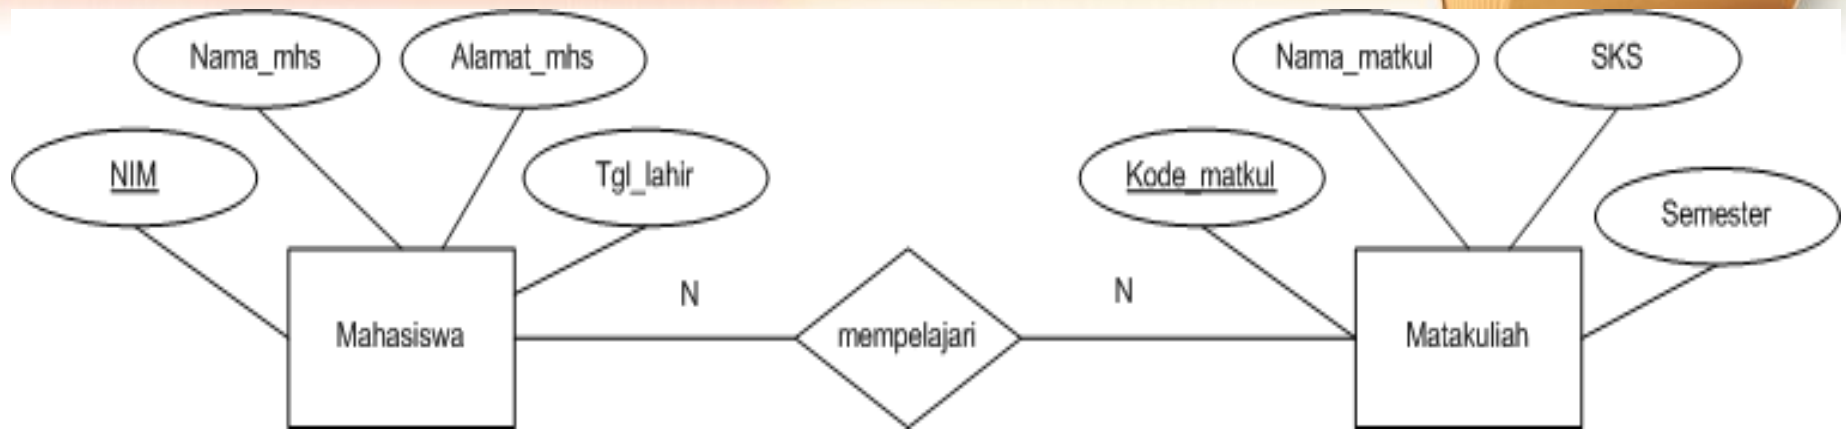 Nama_mhs
Alamat_mhs
NIM
Tgl_lahir
Mahasiswa
N
mempelajari
N
Nama_matkul
SKS
Kode_matkul
Semester
Matakuliah